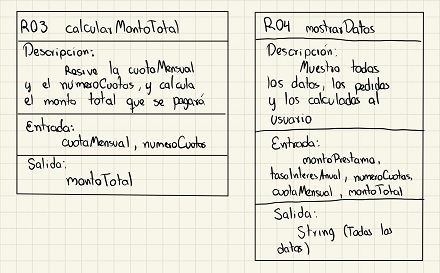 R03 calcularMontoTotal
Descripcion:
Resive la cuotaMensual
y el numeroCuotas, y calcula
el monto total que se pagará
Entrada:
cuotaMensual, numeroCuotas
Salida:
montoTotal
R04 mostrarDatos
Descripción:
Muestra todos
los datos, los pedidos
y los calculados al
usuario
Entrada:
montoPrestamo,
tasaInteresAnual, numeroCuotas,
cuotaMensual, montoTotal
Salida:
String (Todos los
datos)